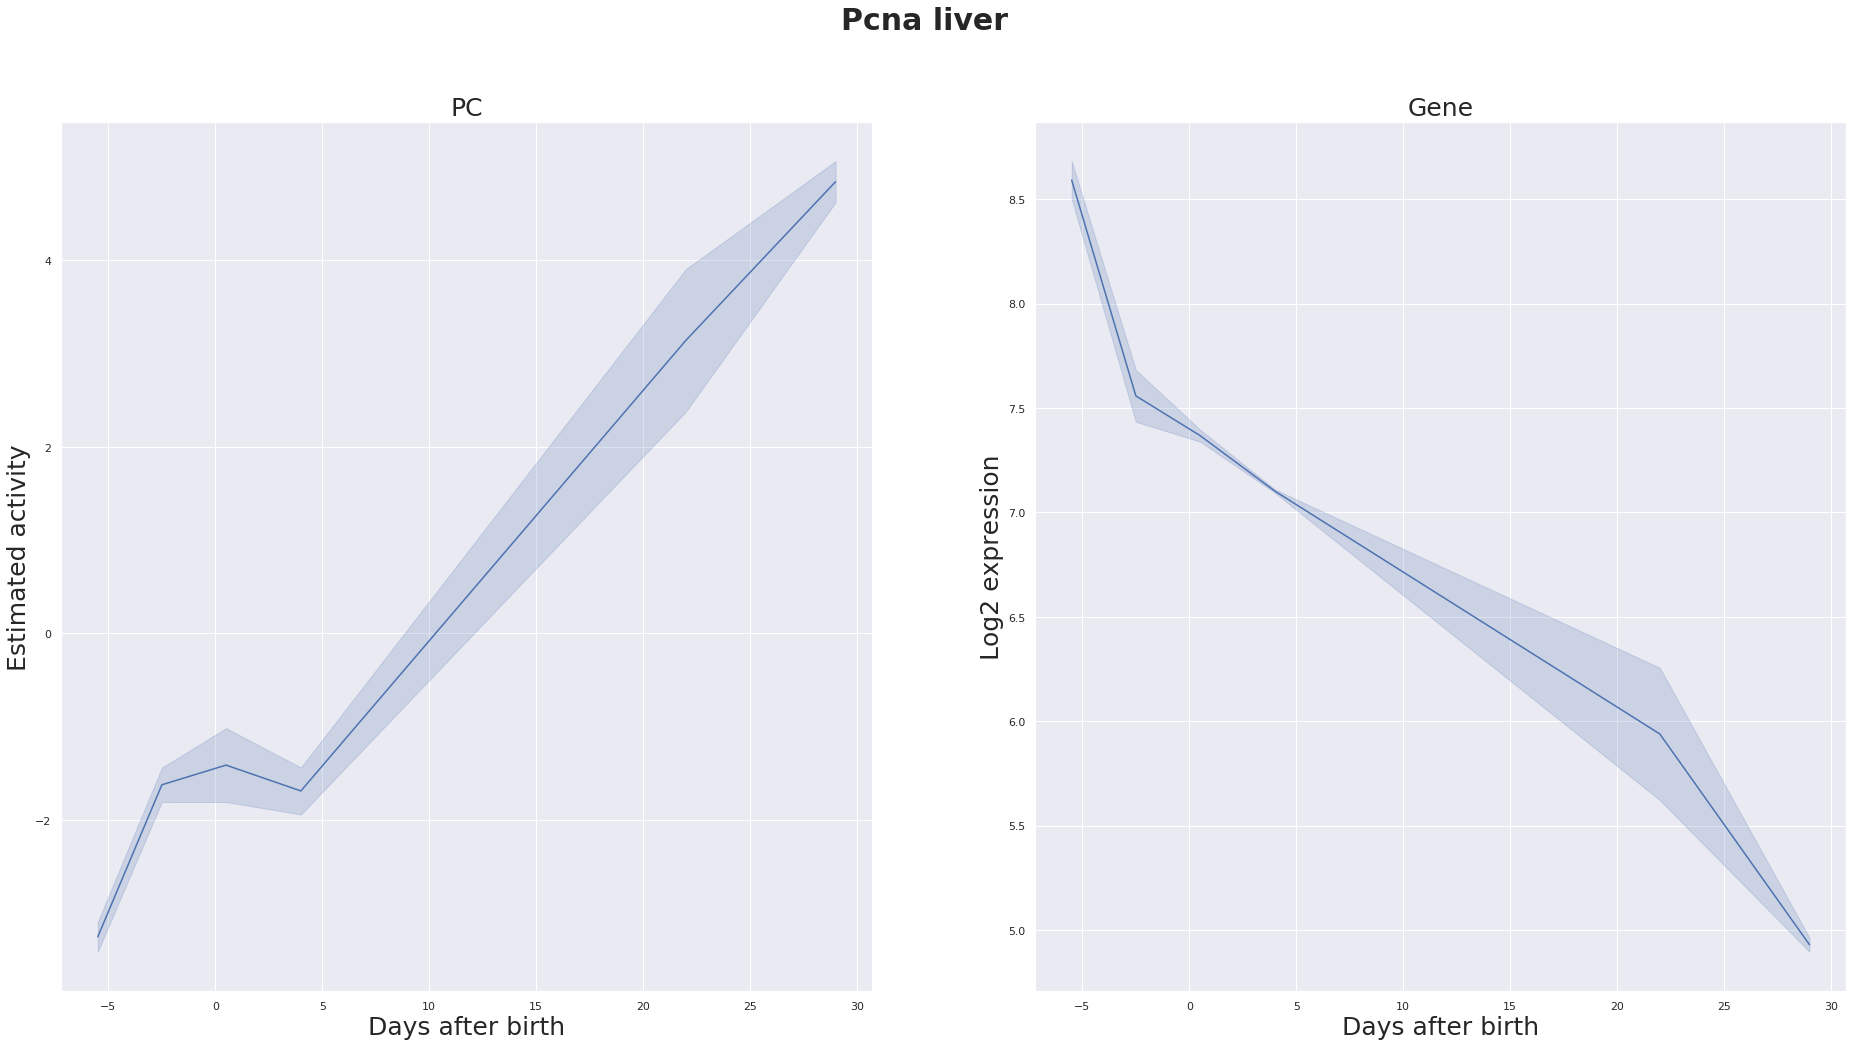 Pcna liver
PC
Estimated activity
4
2
0
−2
−5 0 5 10 15 20 25 30
Days after birth
Gene
Log2 expression
8.5
8.0
7.5
7.0
6.5
6.0
5.5
5.0
−5 0 5 10 15 20 25 30
Days after birth